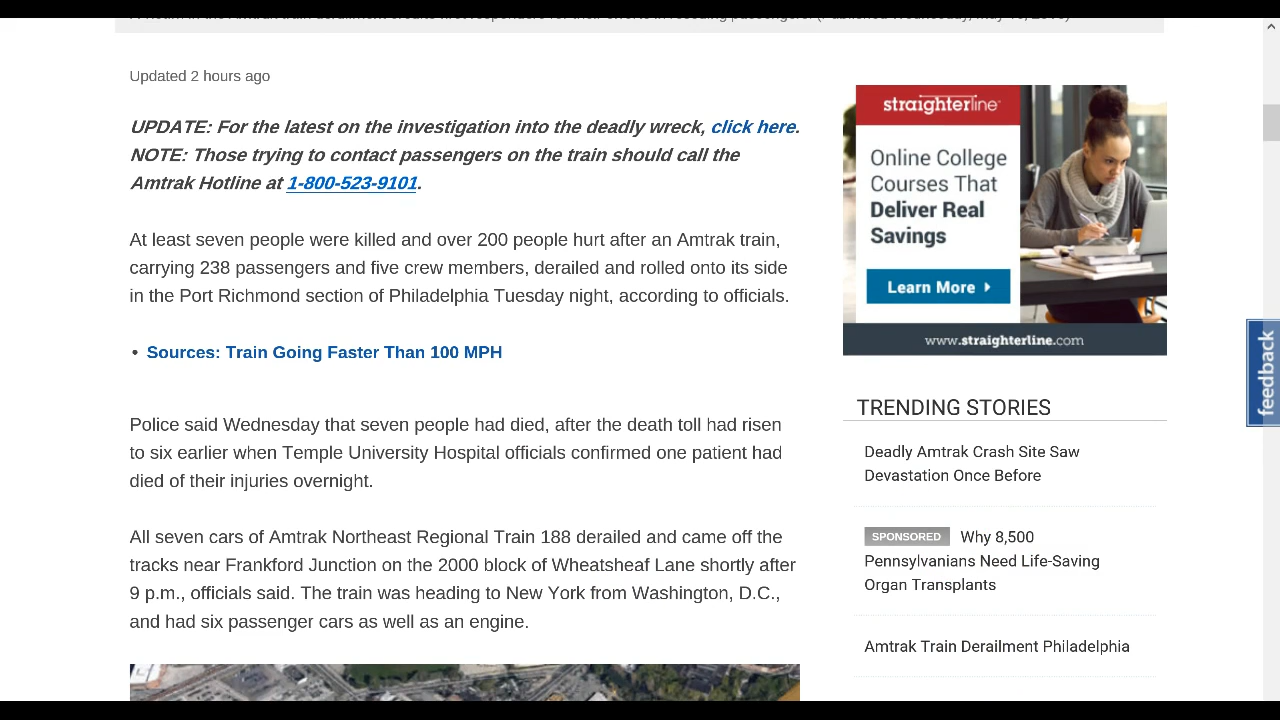 Updated 2 hours ago
UPDATE: For the latest on the investigation into the deadly wreck, click here.
NOTE: Those trying to contact passengers on the train should call the
Amtrak Hotline at 1-800-523-9101.
At least seven people were killed and over 200 people hurt after an Amtrak train,
carrying 238 passengers and five crew members, derailed and rolled onto its side
in the Port Richmond section of Philadelphia Tuesday night, according to officials.
• Sources: Train Going Faster Than 100 MPH
Police said Wednesday that seven people had died, after the death toll had risen
to six earlier when Temple University Hospital officials confirmed one patient had
died of their injuries overnight.
All seven cars of Amtrak Northeast Regional Train 188 derailed and came off the
tracks near Frankford Junction on the 2000 block of Wheatsheaf Lane shortly after
9 p.m., officials said. The train was heading to New York from Washington, D.C.,
and had six passenger cars as well as an engine.
straighterline
Online College
Courses That
Deliver Real
Savings
Learn More
www.straighterline.com
TRENDING STORIES
Deadly Amtrak Crash Site Saw
Devastation Once Before
SPONSORED Why 8,500
Pennsylvanians Need Life-Saving
Organ Transplants
Amtrak Train Derailment Philadelphia
feedback